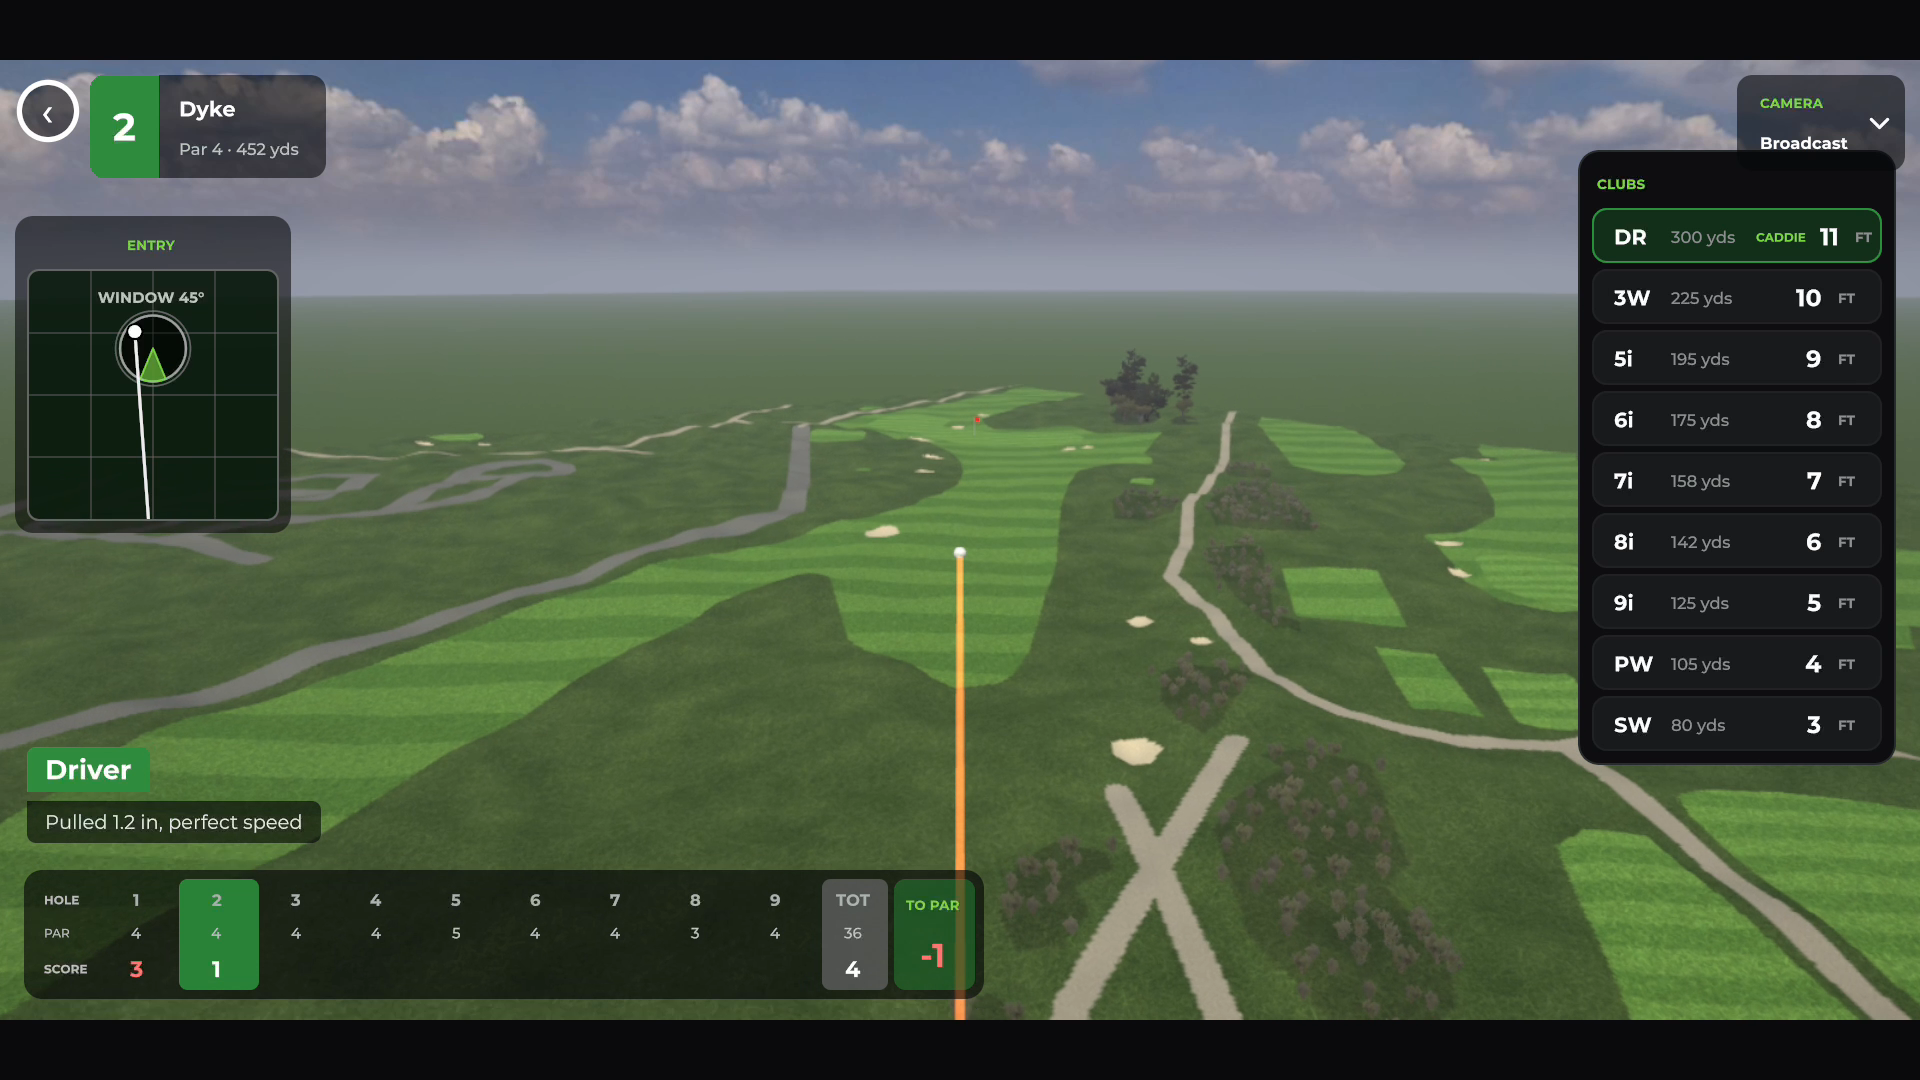 2
Dyke
Par 4 · 452 yds
CAMERA
Broadcast
ENTRY
WINDOW 45°
CLUBS
DR 300 yds CADDIE 11 FT
3W 225 yds 10 FT
5i 195 yds 9 FT
6i 175 yds 8 FT
7i 158 yds 7 FT
8i 142 yds 6 FT
9i 125 yds 5 FT
PW 105 yds 4 FT
SW 80 yds 3 FT
Driver
Pulled 1.2 in, perfect speed
HOLE 1 2 3 4 5 6 7 8 9 TOT TO PAR
PAR 4 4 4 4 5 4 4 3 4 36
SCORE 3 1 4 -1